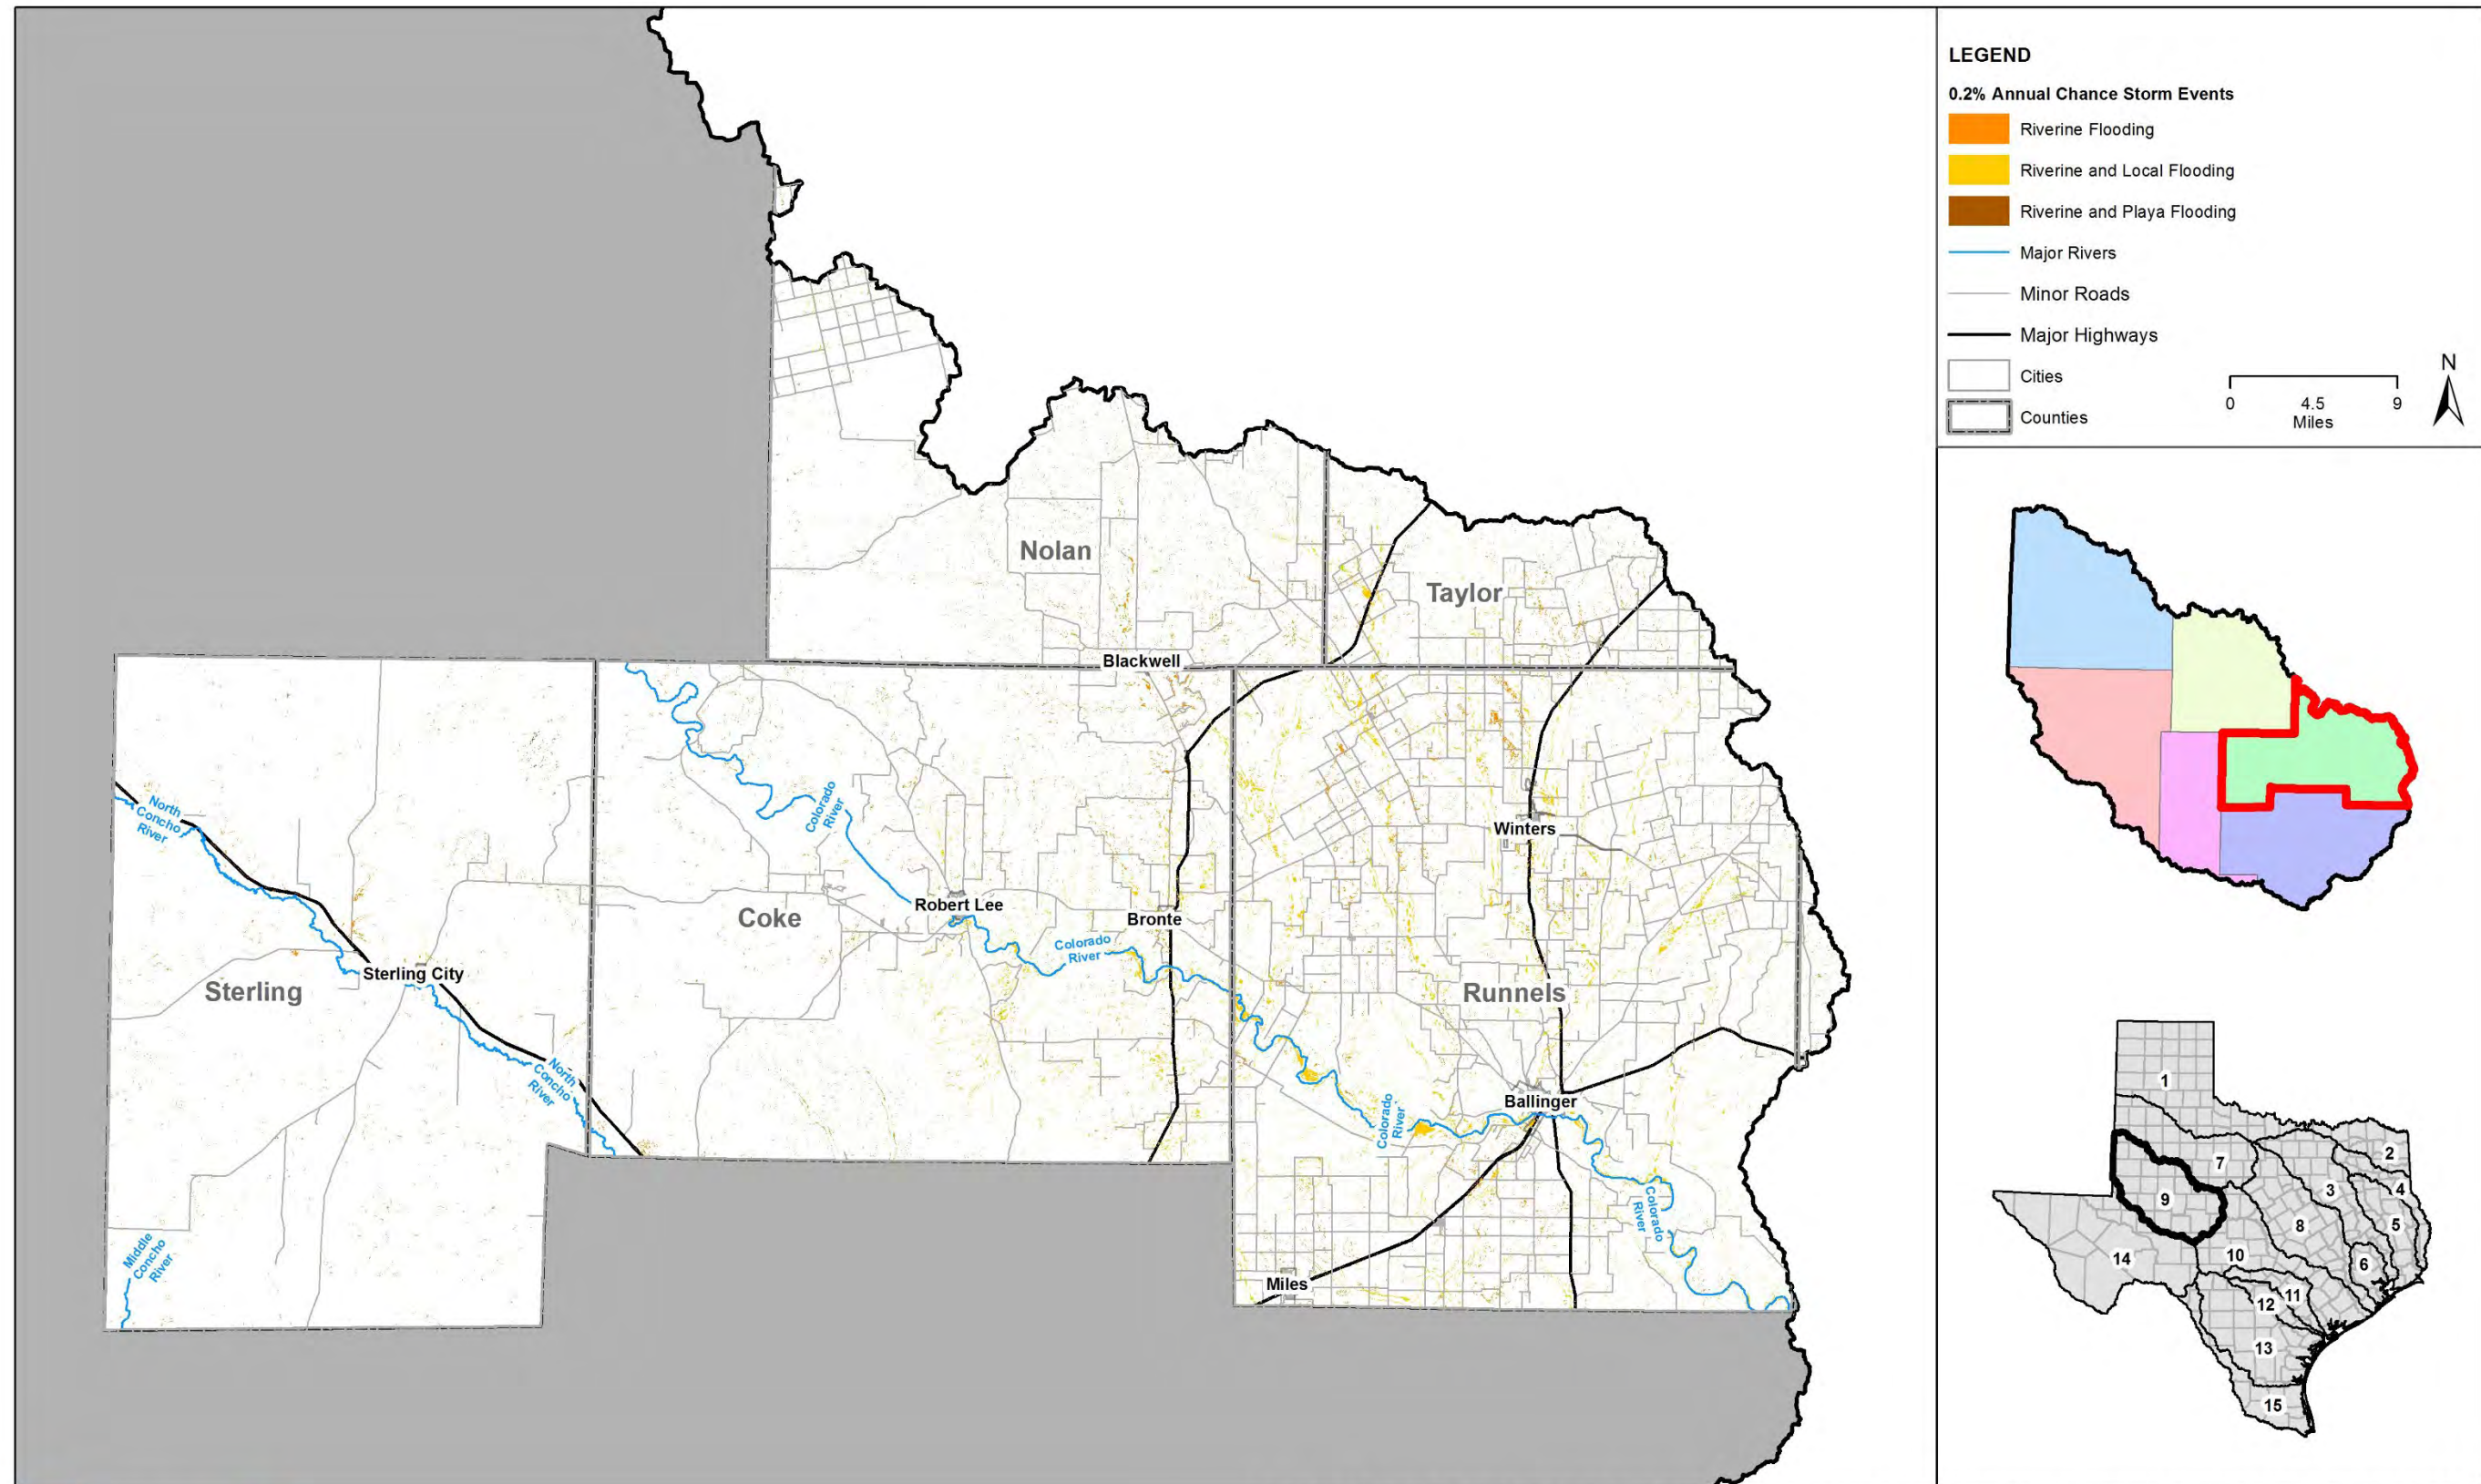 LEGEND
0.2% Annual Chance Storm Events
Riverine Flooding
Riverine and Local Flooding
Riverine and Playa Flooding
Major Rivers
Minor Roads
Major Highways
Cities
Counties
N
0
4.5
9
Miles
Nolan
Taylor
Blackwell
North
Concho
River
Colorado
River
Winters
Robert Lee
Coke
Bronte
Colorado
River
Sterling City
Sterling
Runnels
North
Concho
River
Ballinger
Colorado
River
Colorado
River
Middle
Concho
River
Miles
1
2
7
3
4
9
5
8
10
14
6
11
12
13
15